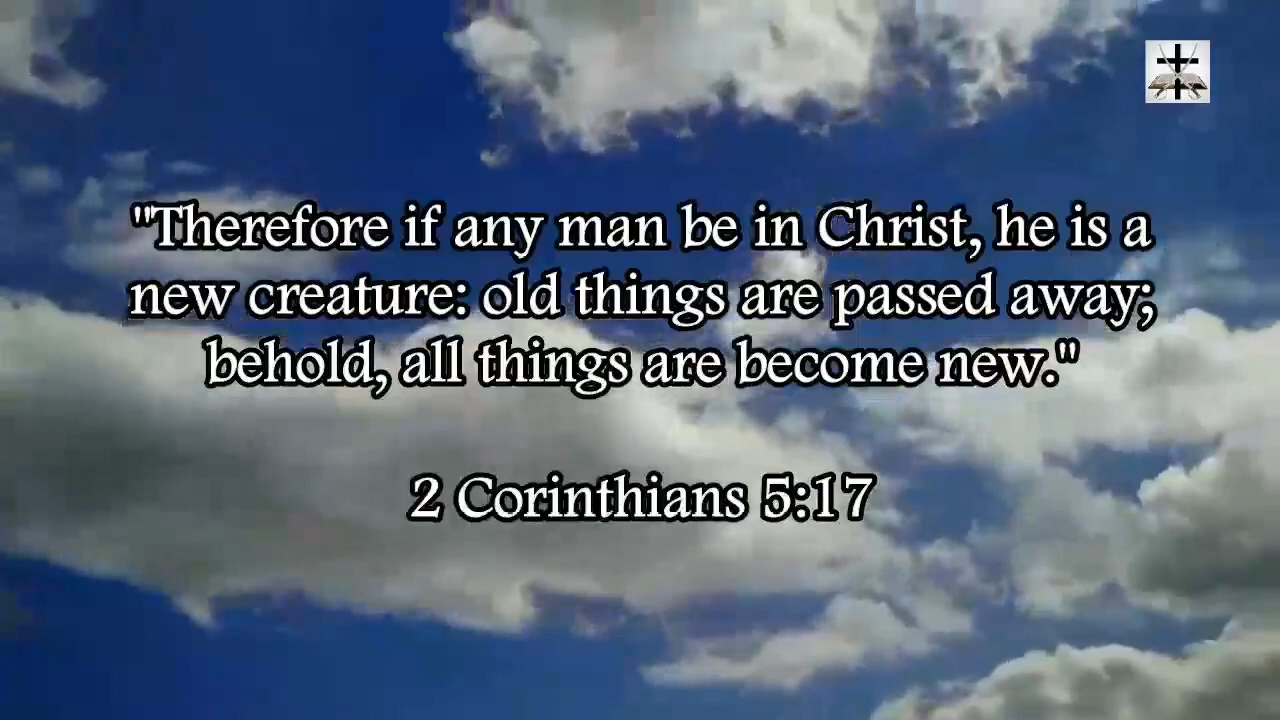 "Therefore if any man be in Christ, he is a
new creature: old things are passed away;
behold, all things are become new."
2 Corinthians 5:17